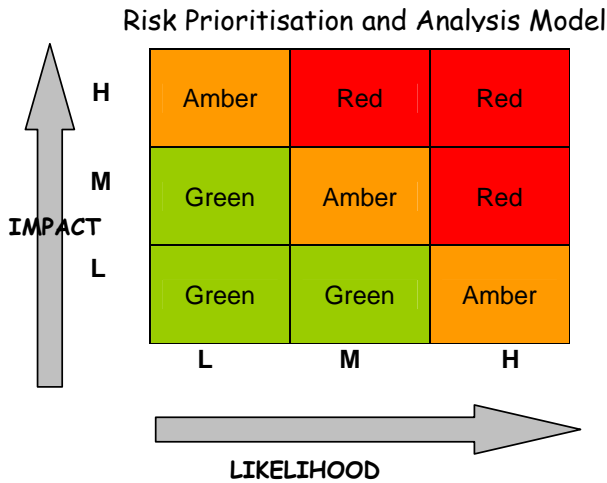 Risk Prioritisation and Analysis Model
H
Amber Red Red
M
Green Amber Red
IMPACT
L
Green Green Amber
L M H
LIKELIHOOD